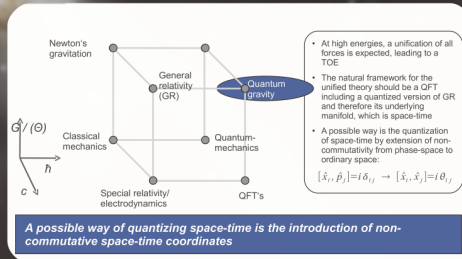 Newton's
gravitation
General
relativity
(GR)
Quantum
gravity
G / (Θ)
ħ
c
Classical
mechanics
Quantum-
mechanics
Special relativity/
electrodynamics
QFT's
• At high energies, a unification of all
forces is expected, leading to a
TOE
• The natural framework for the
unified theory should be a QFT
including a quantized version of GR
and therefore its underlying
manifold, which is space-time
• A possible way is the quantization
of space-time by extension of non-
commutativity from phase-space to
ordinary space:
[x̂ᵢ, p̂ⱼ]=i δᵢⱼ → [x̂ᵢ, x̂ⱼ]=i θᵢⱼ
A possible way of quantizing space-time is the introduction of non-
commutative space-time coordinates